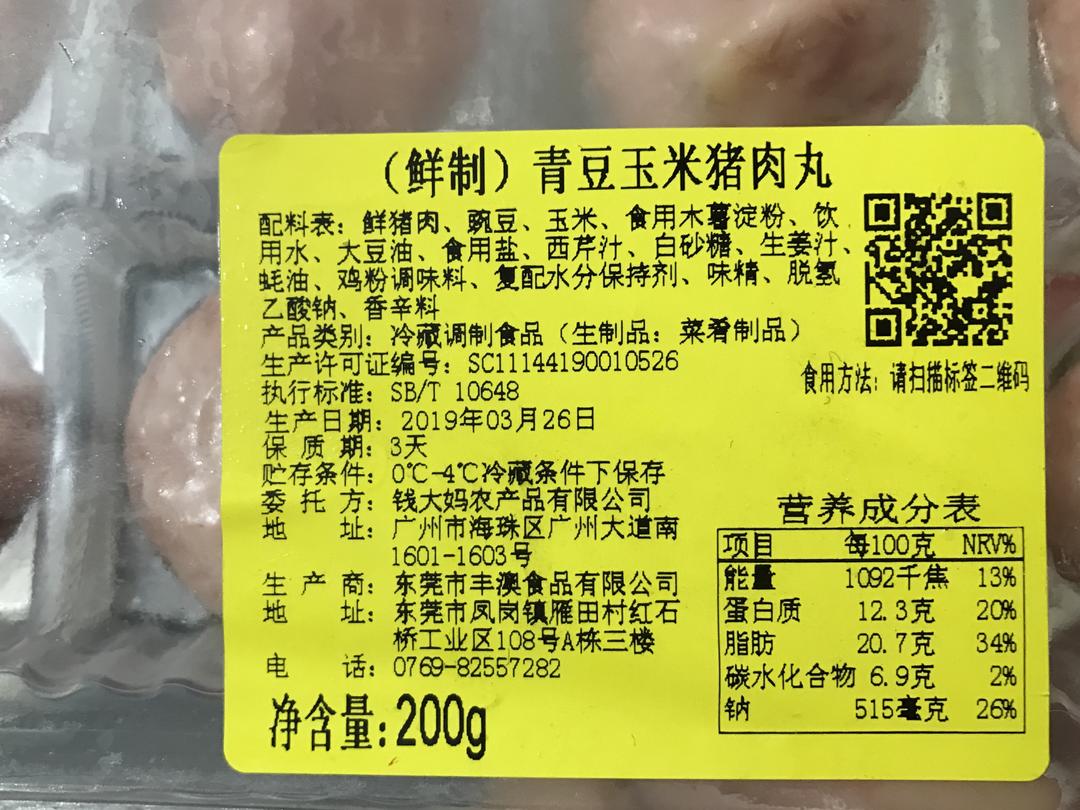 （鲜制）青豆玉米猪肉丸
配料表：鲜猪肉、豌豆、玉米、食用木薯淀粉、饮
用水、大豆油、食用盐、西芹汁、白砂糖、生姜汁、
蚝油、鸡粉调味料、复配水分保持剂、味精、脱氢
乙酸钠、香辛料
产品类别：冷藏调制食品（生制品：菜肴制品）
生产许可证编号：SC11144190010526
执行标准：SB/T 10648
生产日期：2019年03月26日
保质期：3天
贮存条件：0℃-4℃冷藏条件下保存
委托方：钱大妈农产品有限公司
地址：广州市海珠区广州大道南
1601-1603号
生产商：东莞市丰澳食品有限公司
地址：东莞市凤岗镇雁田村红石
桥工业区108号A栋三楼
电话：0769-82557282
净含量：200g
食用方法：请扫描标签二维码
营养成分表
项目 每100克 NRV%
能量 1092千焦 13%
蛋白质 12.3克 20%
脂肪 20.7克 34%
碳水化合物 6.9克 2%
钠 515毫克 26%